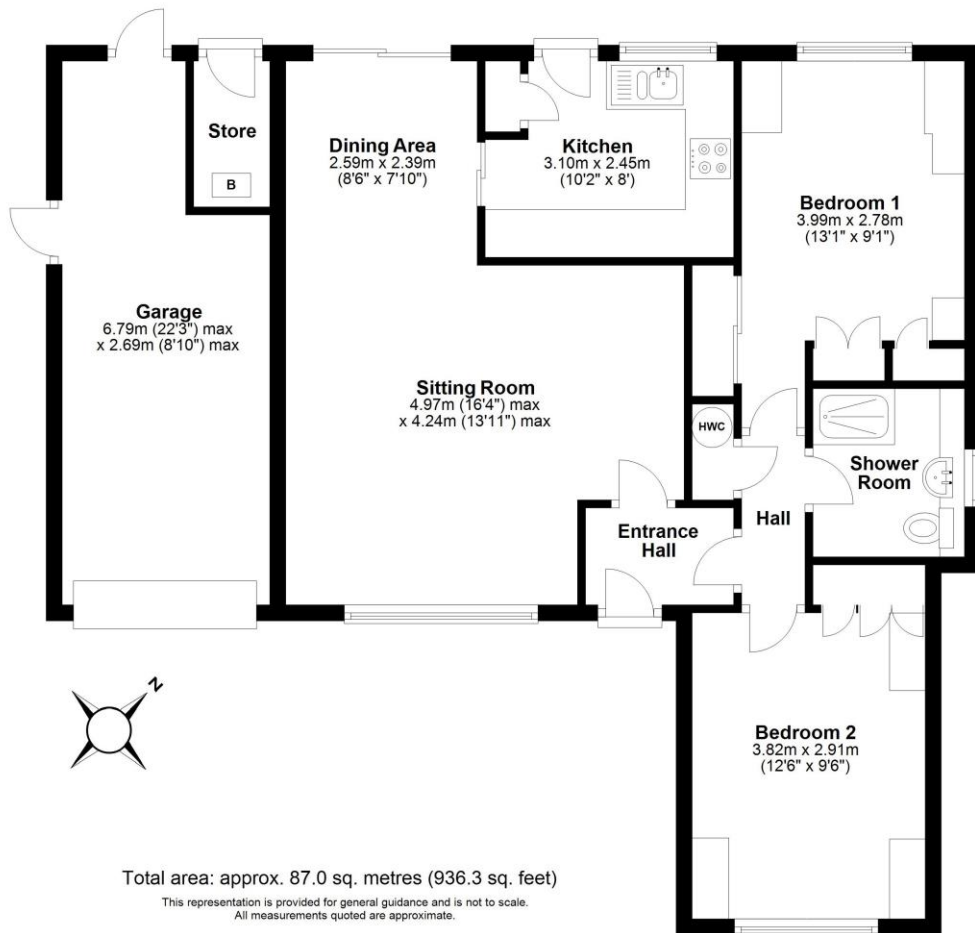 Store
B
Dining Area
2.59m x 2.39m
(8'6" x 7'10")
Kitchen
3.10m x 2.45m
(10'2" x 8')
Bedroom 1
3.99m x 2.78m
(13'1" x 9'1")
Garage
6.79m (22'3") max
x 2.69m (8'10") max
Sitting Room
4.97m (16'4") max
x 4.24m (13'11") max
HWC
Shower
Room
Entrance
Hall
Hall
N
Bedroom 2
3.82m x 2.91m
(12'6" x 9'6")
Total area: approx. 87.0 sq. metres (936.3 sq. feet)
This representation is provided for general guidance and is not to scale.
All measurements quoted are approximate.